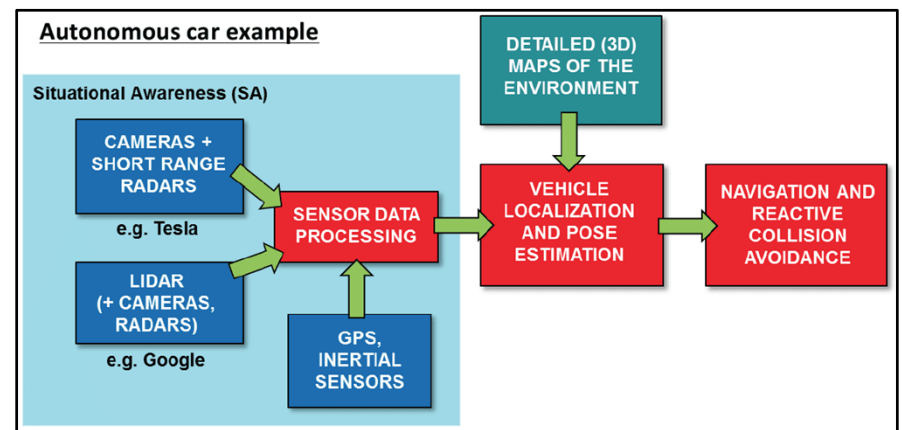 Autonomous car example
Situational Awareness (SA)
CAMERAS +
SHORT RANGE
RADARS
e.g. Tesla
LIDAR
(+ CAMERAS,
RADARS)
e.g. Google
SENSOR DATA
PROCESSING
GPS,
INERTIAL
SENSORS
DETAILED (3D)
MAPS OF THE
ENVIRONMENT
VEHICLE
LOCALIZATION
AND POSE
ESTIMATION
NAVIGATION AND
REACTIVE
COLLISION
AVOIDANCE